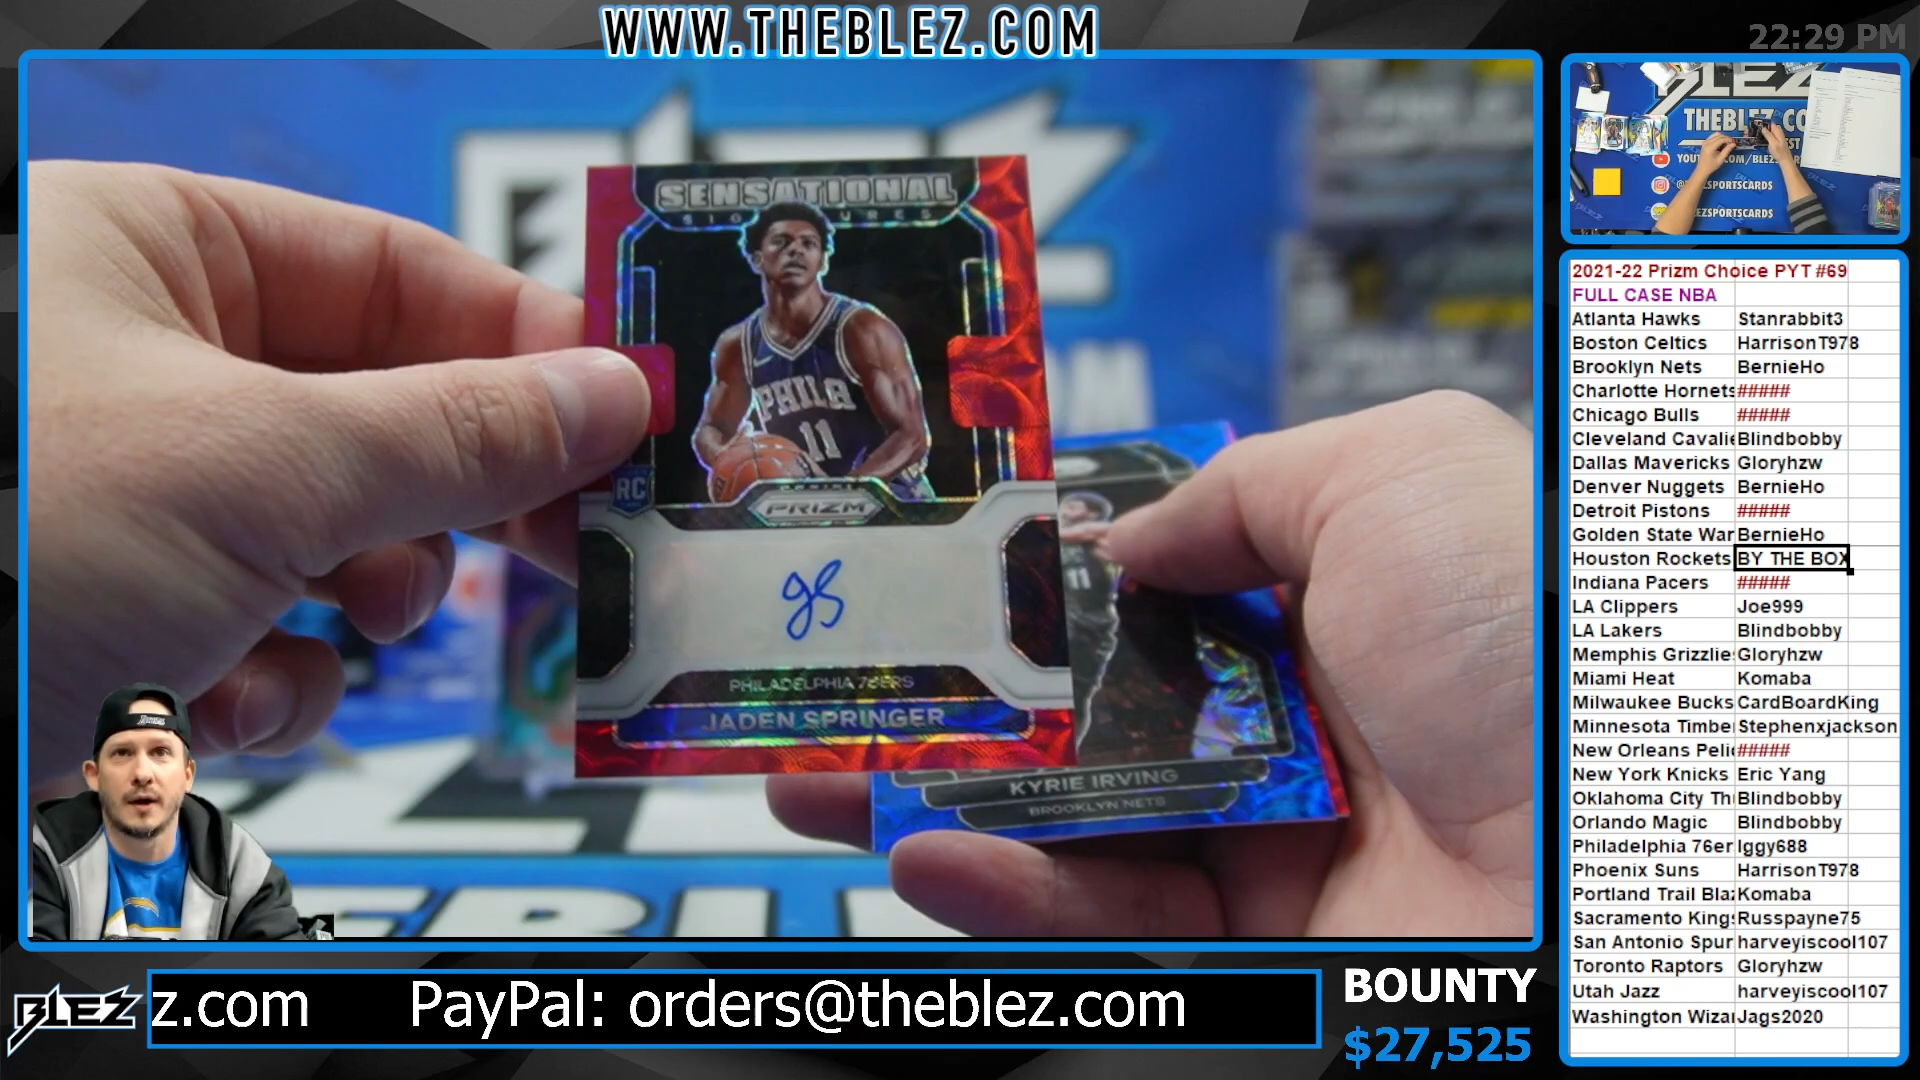 WWW.THEBLEZ.COM
22:29 PM
BLEZ
THEBLEZ.CO
SENSATIONAL
SIGNATURES
PHILA
11
RC
PRIZM
PHILADELPHIA 76ERS
JADEN SPRINGER
11
KYRIE IRVING
BROOKLYN NETS
2021-22 Prizm Choice PYT #69
FULL CASE NBA
Atlanta Hawks Stanrabbit3
Boston Celtics HarrisonT978
Brooklyn Nets BernieHo
Charlotte Hornets #####
Chicago Bulls #####
Cleveland Cavalie Blindbobby
Dallas Mavericks Gloryhzw
Denver Nuggets BernieHo
Detroit Pistons #####
Golden State War BernieHo
Houston Rockets BY THE BOX
Indiana Pacers #####
LA Clippers Joe999
LA Lakers Blindbobby
Memphis Grizzlies Gloryhzw
Miami Heat Komaba
Milwaukee Bucks CardBoardKing
Minnesota Timbe Stephenxjackson
New Orleans Peli #####
New York Knicks Eric Yang
Oklahoma City Th Blindbobby
Orlando Magic Blindbobby
Philadelphia 76er Iggy688
Phoenix Suns HarrisonT978
Portland Trail Bla Komaba
Sacramento Kings Russpayne75
San Antonio Spur harveyiscool107
Toronto Raptors Gloryhzw
Utah Jazz harveyiscool107
Washington Wiza Jags2020
BLEZ
z.com PayPal: orders@theblez.com
BOUNTY
$27,525